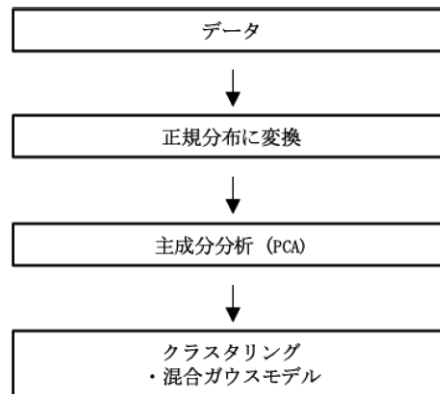 データ
正規分布に変換
主成分分析 (PCA)
クラスタリング
・混合ガウスモデル